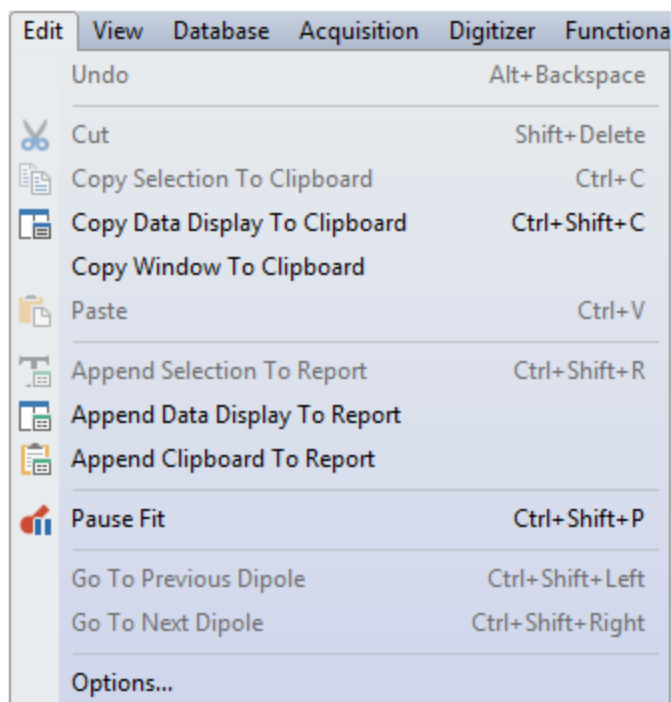 Edit View Database Acquisition Digitizer Functiona
Undo Alt+Backspace
Cut Shift+Delete
Copy Selection To Clipboard Ctrl+C
Copy Data Display To Clipboard Ctrl+Shift+C
Copy Window To Clipboard
Paste Ctrl+V
Append Selection To Report Ctrl+Shift+R
Append Data Display To Report
Append Clipboard To Report
Pause Fit Ctrl+Shift+P
Go To Previous Dipole Ctrl+Shift+Left
Go To Next Dipole Ctrl+Shift+Right
Options...